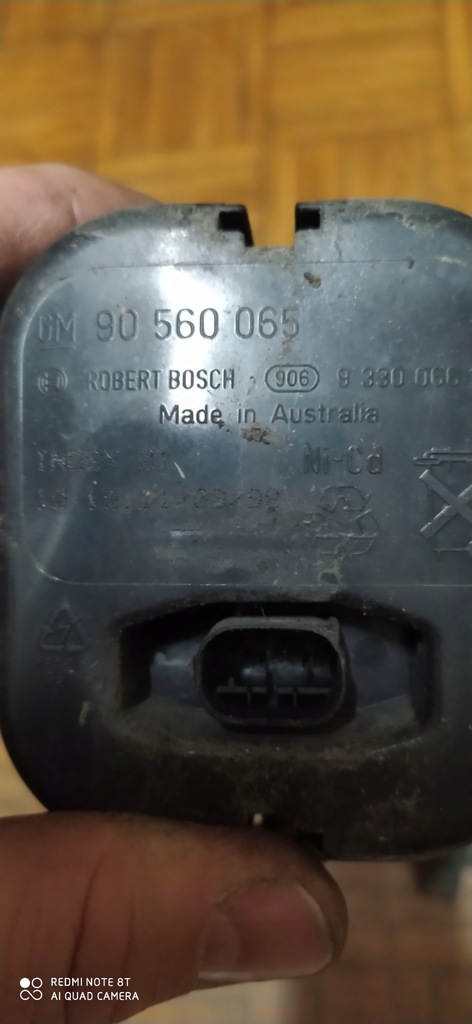 GM 90 560 065
ROBERT BOSCH 906 9 330 066
Made in Australia
Ni-Cd
REDMI NOTE 8T
AI QUAD CAMERA